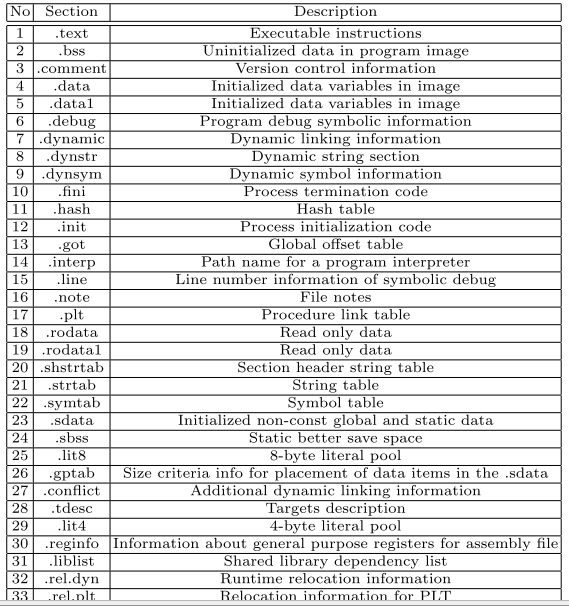 No Section Description
1 .text Executable instructions
2 .bss Uninitialized data in program image
3 .comment Version control information
4 .data Initialized data variables in image
5 .data1 Initialized data variables in image
6 .debug Program debug symbolic information
7 .dynamic Dynamic linking information
8 .dynstr Dynamic string section
9 .dynsym Dynamic symbol information
10 .fini Process termination code
11 .hash Hash table
12 .init Process initialization code
13 .got Global offset table
14 .interp Path name for a program interpreter
15 .line Line number information of symbolic debug
16 .note File notes
17 .plt Procedure link table
18 .rodata Read only data
19 .rodata1 Read only data
20 .shstrtab Section header string table
21 .strtab String table
22 .symtab Symbol table
23 .sdata Initialized non-const global and static data
24 .sbss Static better save space
25 .lit8 8-byte literal pool
26 .gptab Size criteria info for placement of data items in the .sdata
27 .conflict Additional dynamic linking information
28 .tdesc Targets description
29 .lit4 4-byte literal pool
30 .reginfo Information about general purpose registers for assembly file
31 .liblist Shared library dependency list
32 .rel.dyn Runtime relocation information
33 .rel.plt Relocation information for PLT